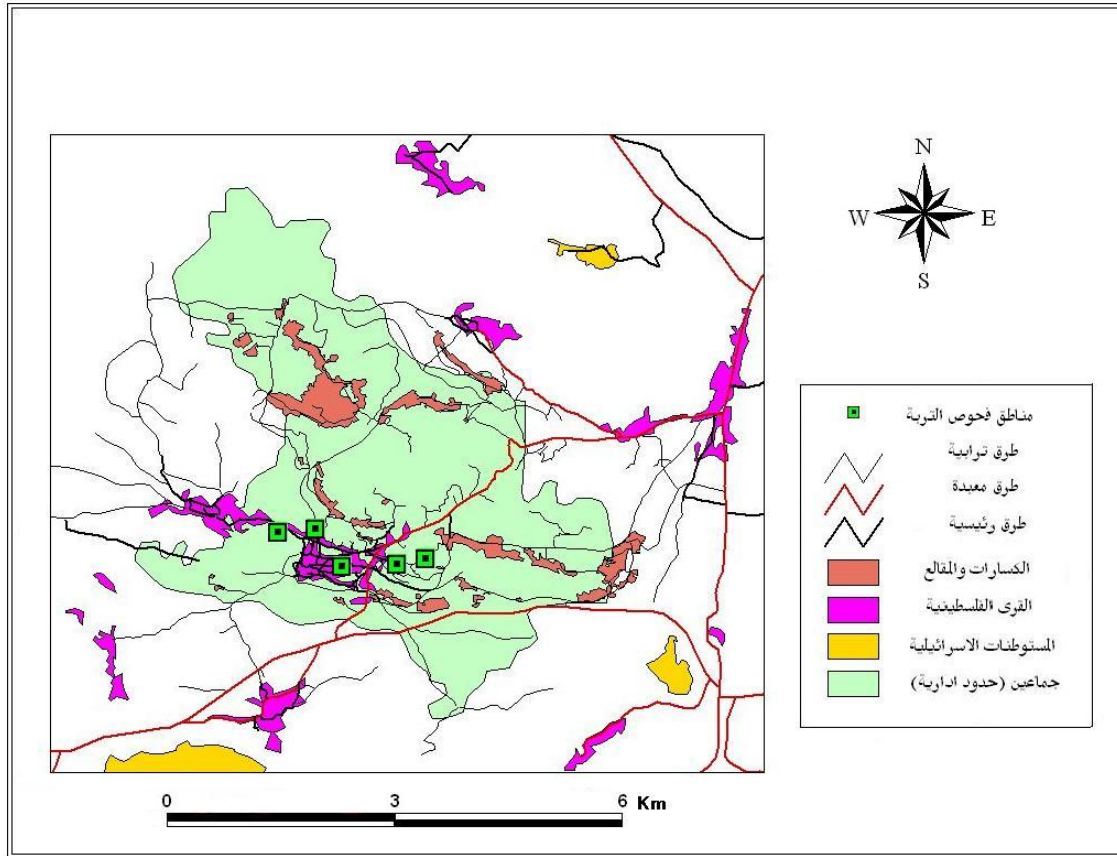 N
W E
S
مناطق فحوص التربة
طرق ترابية
طرق معبدة
طرق رئيسية
الكسارات والمقالع
القرى الفلسطينية
المستوطنات الاسرائيلية
جماعين (حدود ادارية)
0 3 6 Km